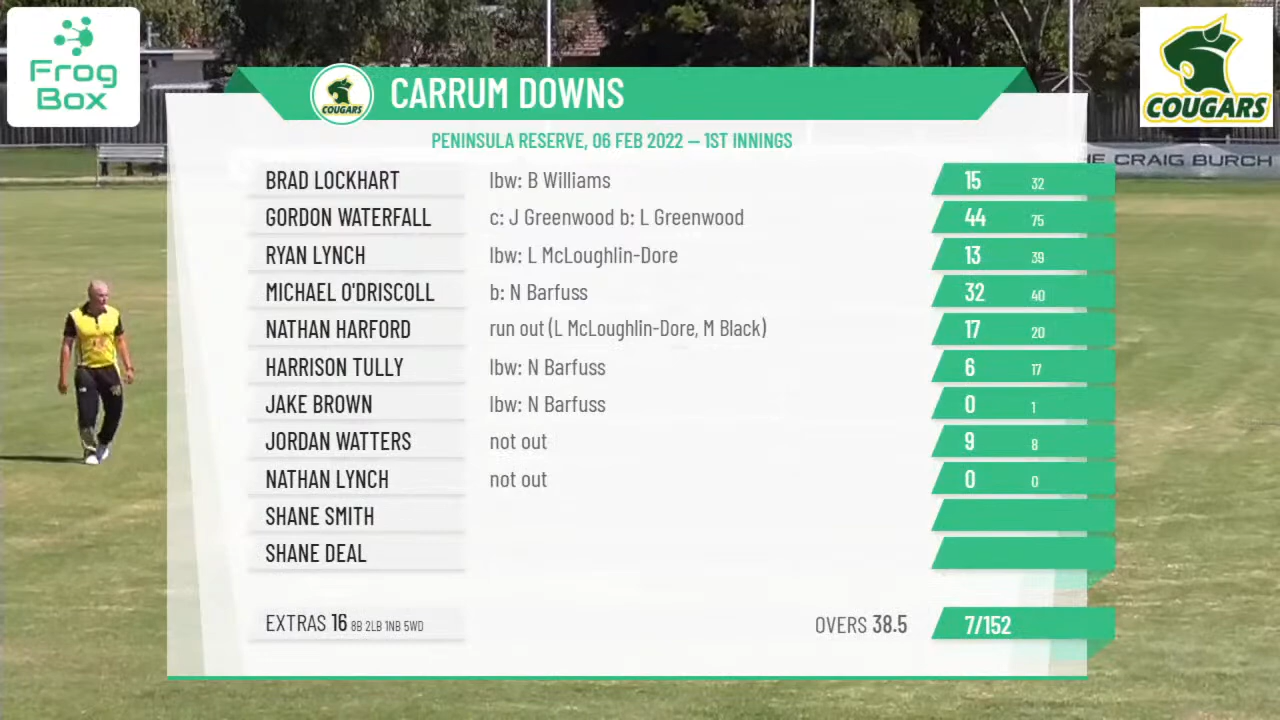 Frog
Box
COUGARS
CARRUM DOWNS
COUGARS
PENINSULA RESERVE, 06 FEB 2022 – 1ST INNINGS
HE CRAIG BURCH
BRAD LOCKHART lbw: B Williams 15 32
GORDON WATERFALL c: J Greenwood b: L Greenwood 44 75
RYAN LYNCH lbw: L McLoughlin-Dore 13 39
MICHAEL O'DRISCOLL b: N Barfuss 32 40
NATHAN HARFORD run out (L McLoughlin-Dore, M Black) 17 20
HARRISON TULLY lbw: N Barfuss 6 17
JAKE BROWN lbw: N Barfuss 0 1
JORDAN WATTERS not out 9 8
NATHAN LYNCH not out 0 0
SHANE SMITH
SHANE DEAL
EXTRAS 16 8B 2LB 1NB 5WD OVERS 38.5 7/152